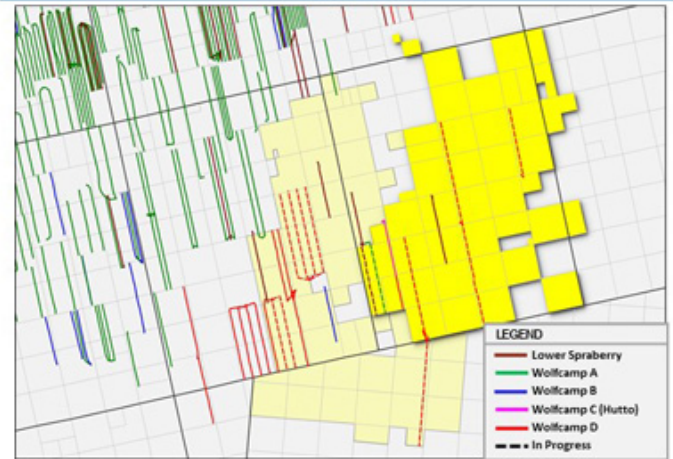 LEGEND
Lower Spraberry
Wolfcamp A
Wolfcamp B
Wolfcamp C (Hutto)
Wolfcamp D
In Progress